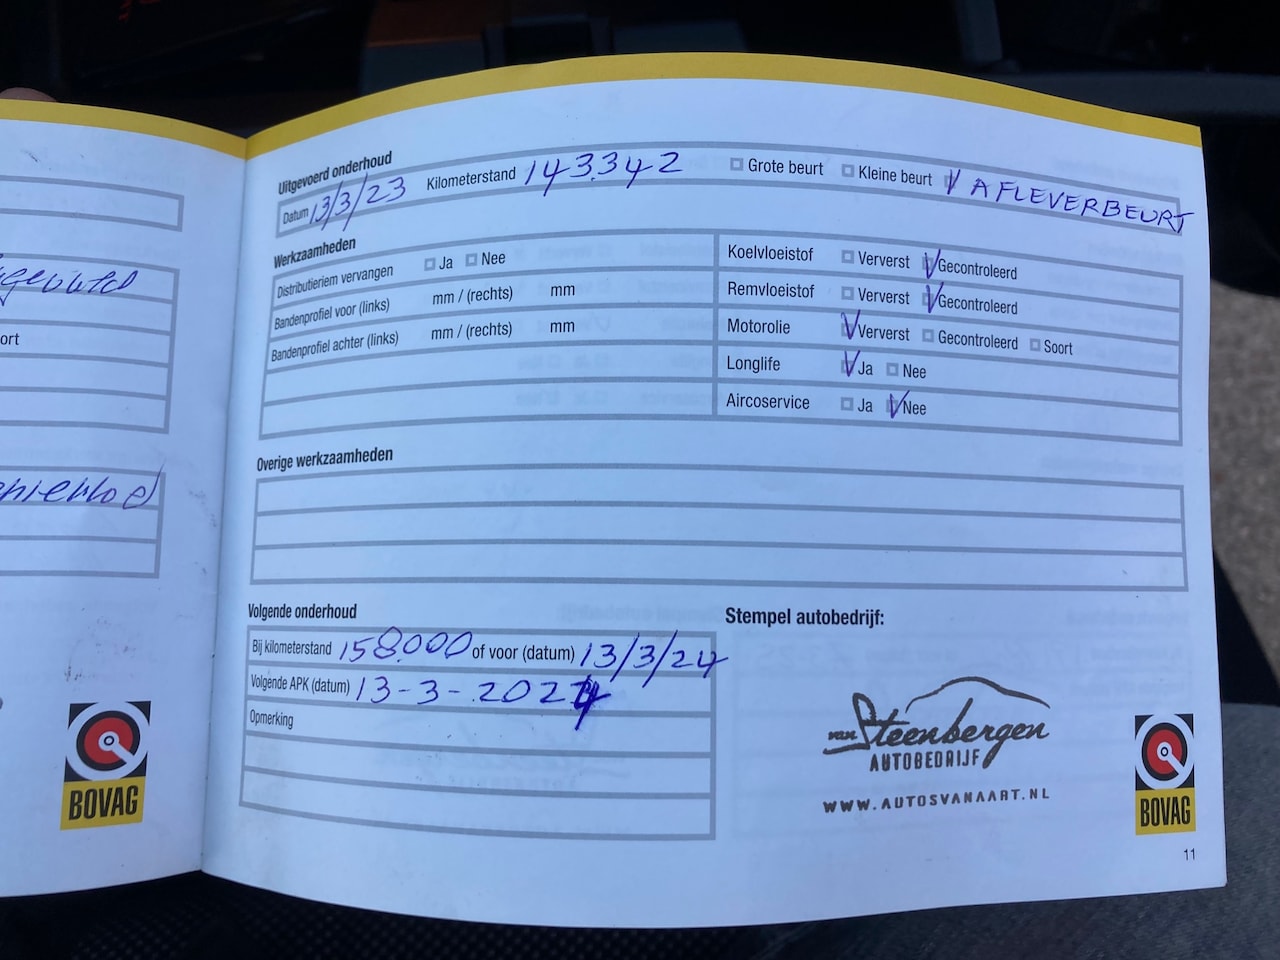 Uitgevoerd onderhoud
Datum 13/3/23 Kilometerstand 143.342 Grote beurt Kleine beurt V AFLEVERBEURT
Werkzaamheden
Distributieriem vervangen Ja Nee
Bandenprofiel voor (links) mm / (rechts) mm
Bandenprofiel achter (links) mm / (rechts) mm
Koelvloeistof Ververst V Gecontroleerd
Remvloeistof Ververst V Gecontroleerd
Motorolie V Ververst Gecontroleerd Soort
Longlife V Ja Nee
Aircoservice Ja V Nee
Overige werkzaamheden
Volgende onderhoud
Bij kilometerstand 158.000 of voor (datum) 13/3/24
Volgende APK (datum) 13-3-2024
Opmerking
Stempel autobedrijf:
van Steenbergen
AUTOBEDRIJF
WWW.AUTOSVANAART.NL
BOVAG
11
ort
BOVAG